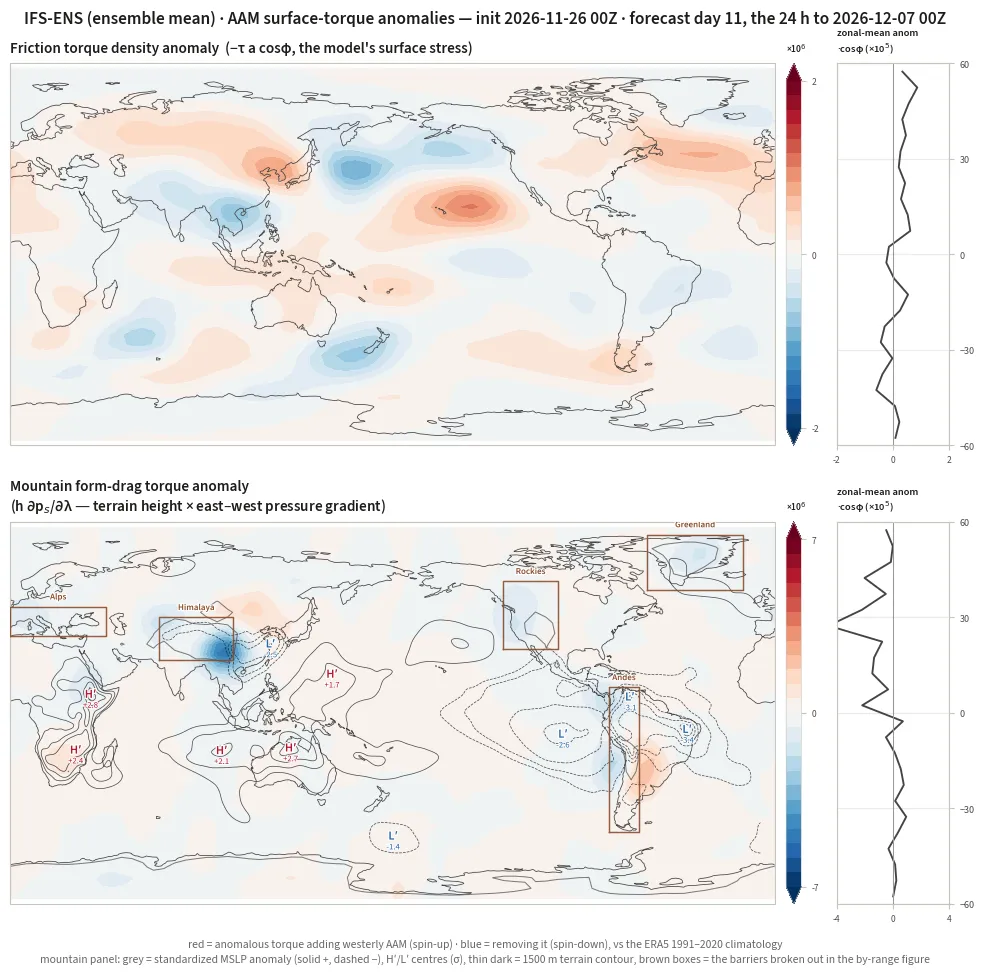 IFS-ENS (ensemble mean) · AAM surface-torque anomalies — init 2026-11-26 00Z · forecast day 11, the 24 h to 2026-12-07 00Z
Friction torque density anomaly (−τ a cosϕ, the model's surface stress)
×10⁶
zonal-mean anom
·cosϕ (×10⁵)
2
0
-2
60
30
0
−30
−60
-2
0
2
Mountain form-drag torque anomaly
(h ∂pₛ/∂λ — terrain height × east–west pressure gradient)
×10⁶
zonal-mean anom
·cosϕ (×10⁵)
Greenland
Rockies
Alps
Himalaya
Andes
L'
H'
+1.7
H'
+2.8
L'
3.1
L'
-2.6
L'
-3.4
H'
+2.4
H'
+2.1
H'
+2.7
L'
-1.4
7
0
-7
60
30
0
−30
−60
-4
0
4
red = anomalous torque adding westerly AAM (spin-up) · blue = removing it (spin-down), vs the ERA5 1991–2020 climatology
mountain panel: grey = standardized MSLP anomaly (solid +, dashed –), H'/L' centres (σ), thin dark = 1500 m terrain contour, brown boxes = the barriers broken out in the by-range figure